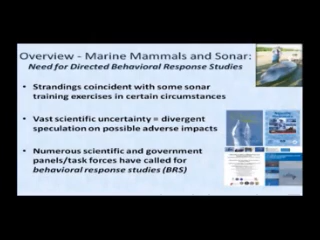 Overview - Marine Mammals and Sonar:
Need for Directed Behavioral Response Studies
• Strandings coincident with some sonar
training exercises in certain circumstances
• Vast scientific uncertainty = divergent
speculation on possible adverse impacts
• Numerous scientific and government
panels/task forces have called for
behavioral response studies (BRS)